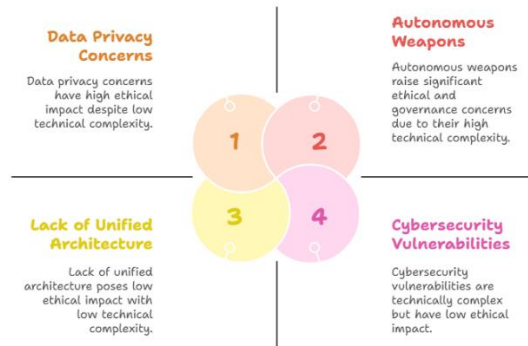 Data Privacy
Concerns
Data privacy concerns
have high ethical
impact despite low
technical complexity.
Autonomous
Weapons
Autonomous weapons
raise significant
ethical and
governance concerns
due to their high
technical complexity.
1
2
3
4
Lack of Unified
Architecture
Lack of unified
architecture poses low
ethical impact with
low technical
complexity.
Cybersecurity
Vulnerabilities
Cybersecurity
vulnerabilities are
technically complex
but have low ethical
impact.